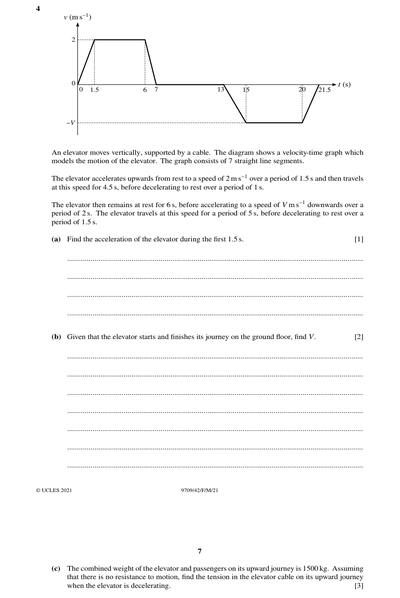 4
v (m s⁻¹)
2
0
0 1.5 6 7 13 15 20 21.5 t (s)
−V
An elevator moves vertically, supported by a cable. The diagram shows a velocity-time graph which
models the motion of the elevator. The graph consists of 7 straight line segments.
The elevator accelerates upwards from rest to a speed of 2 m s⁻¹ over a period of 1.5 s and then travels
at this speed for 4.5 s, before decelerating to rest over a period of 1 s.
The elevator then remains at rest for 6 s, before accelerating to a speed of V m s⁻¹ downwards over a
period of 2 s. The elevator travels at this speed for a period of 5 s, before decelerating to rest over a
period of 1.5 s.
(a) Find the acceleration of the elevator during the first 1.5 s. [1]
(b) Given that the elevator starts and finishes its journey on the ground floor, find V. [2]
© UCLES 2021 9709/42/F/M/21
7
(c) The combined weight of the elevator and passengers on its upward journey is 1500 kg. Assuming
that there is no resistance to motion, find the tension in the elevator cable on its upward journey
when the elevator is decelerating. [3]